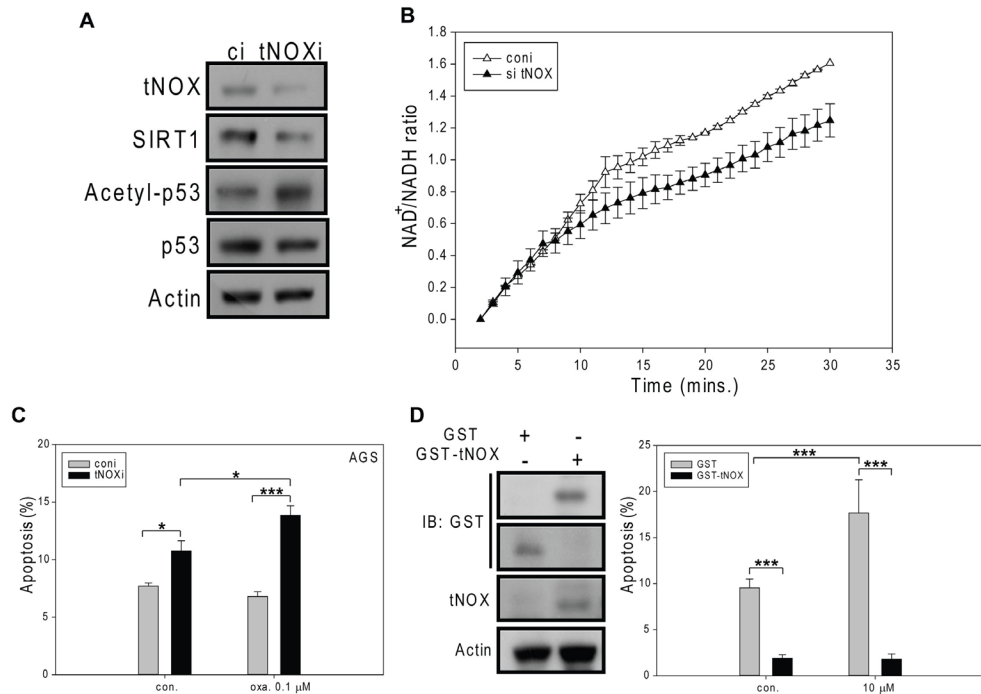 A
ci tNOXi
tNOX
SIRT1
Acetyl-p53
p53
Actin
B
1.8
1.6
1.4
1.2
1.0
0.8
0.6
0.4
0.2
0.0
NAD+/NADH ratio
coni
si tNOX
0 5 10 15 20 25 30 35
Time (mins.)
C
20
15
10
5
0
Apoptosis (%)
coni
tNOXi
AGS
*
*
***
con. oxa. 0.1 μM
D
GST + -
GST-tNOX - +
IB: GST
tNOX
Actin
25
20
15
10
5
0
Apoptosis (%)
GST
GST-tNOX
***
***
***
con. 10 μM